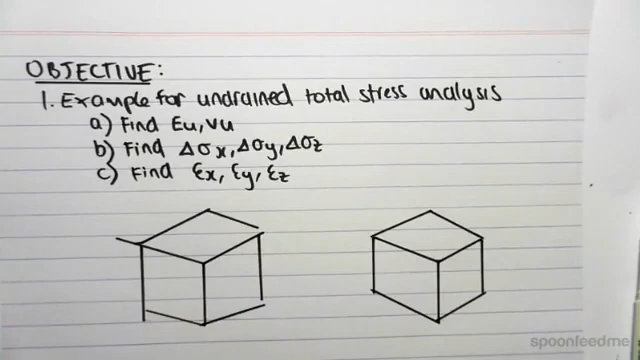 OBJECTIVE:
1. Example for undrained total stress analysis
a) Find Eu, vu
b) Find Δσx, Δσy, Δσz
c) Find εx, εy, εz
spoonfeedme